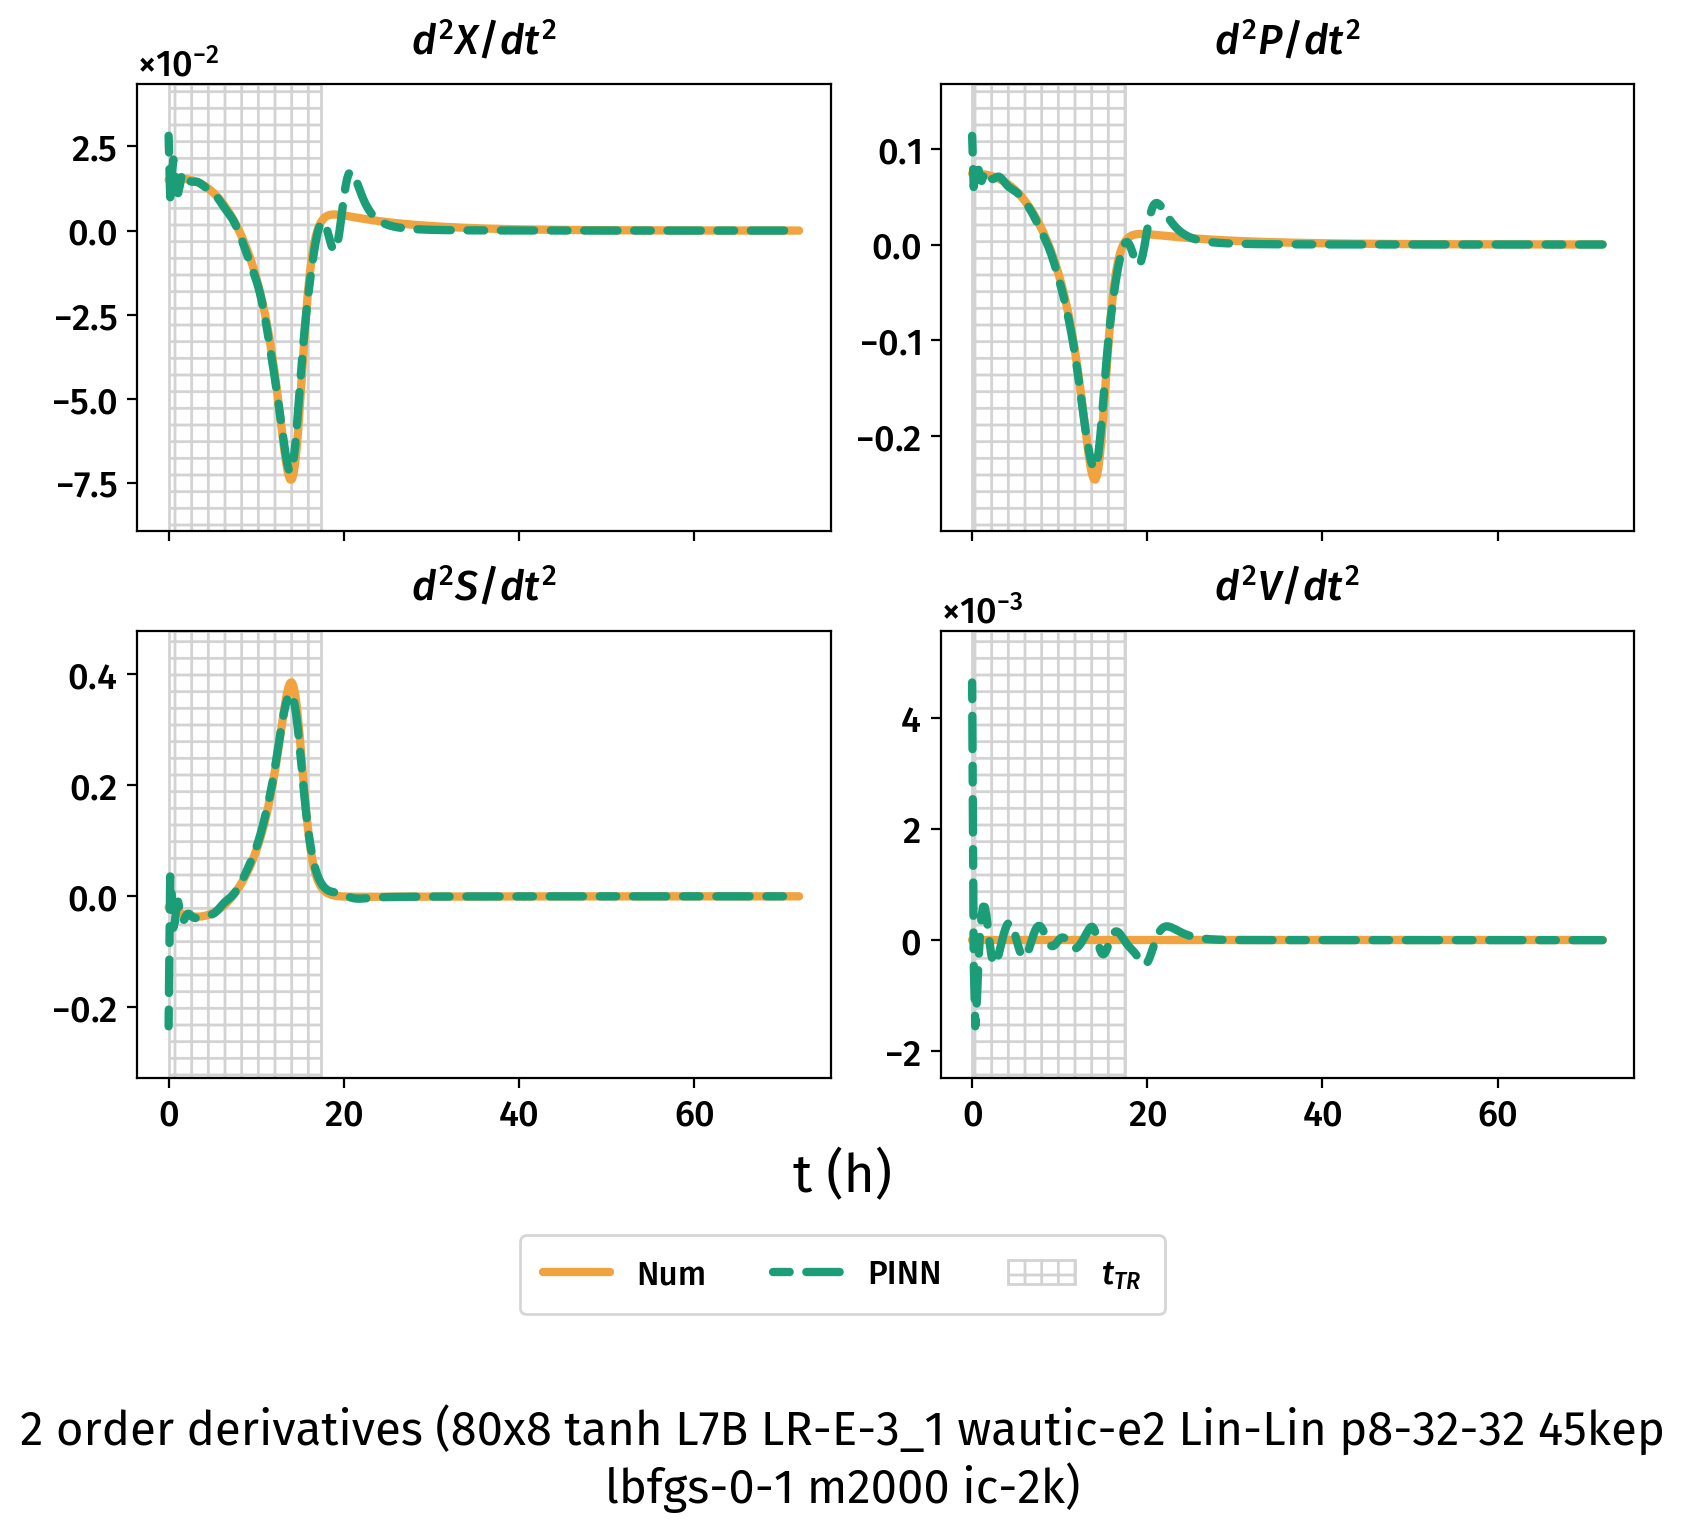 d²X/dt²
×10⁻²
2.5
0.0
−2.5
−5.0
−7.5
d²P/dt²
0.1
0.0
−0.1
−0.2
d²S/dt²
0.4
0.2
0.0
−0.2
0 20 40 60
d²V/dt²
×10⁻³
4
2
0
−2
0 20 40 60
t (h)
Num PINN t_TR
2 order derivatives (80x8 tanh L7B LR-E-3_1 wautic-e2 Lin-Lin p8-32-32 45kep
lbfgs-0-1 m2000 ic-2k)